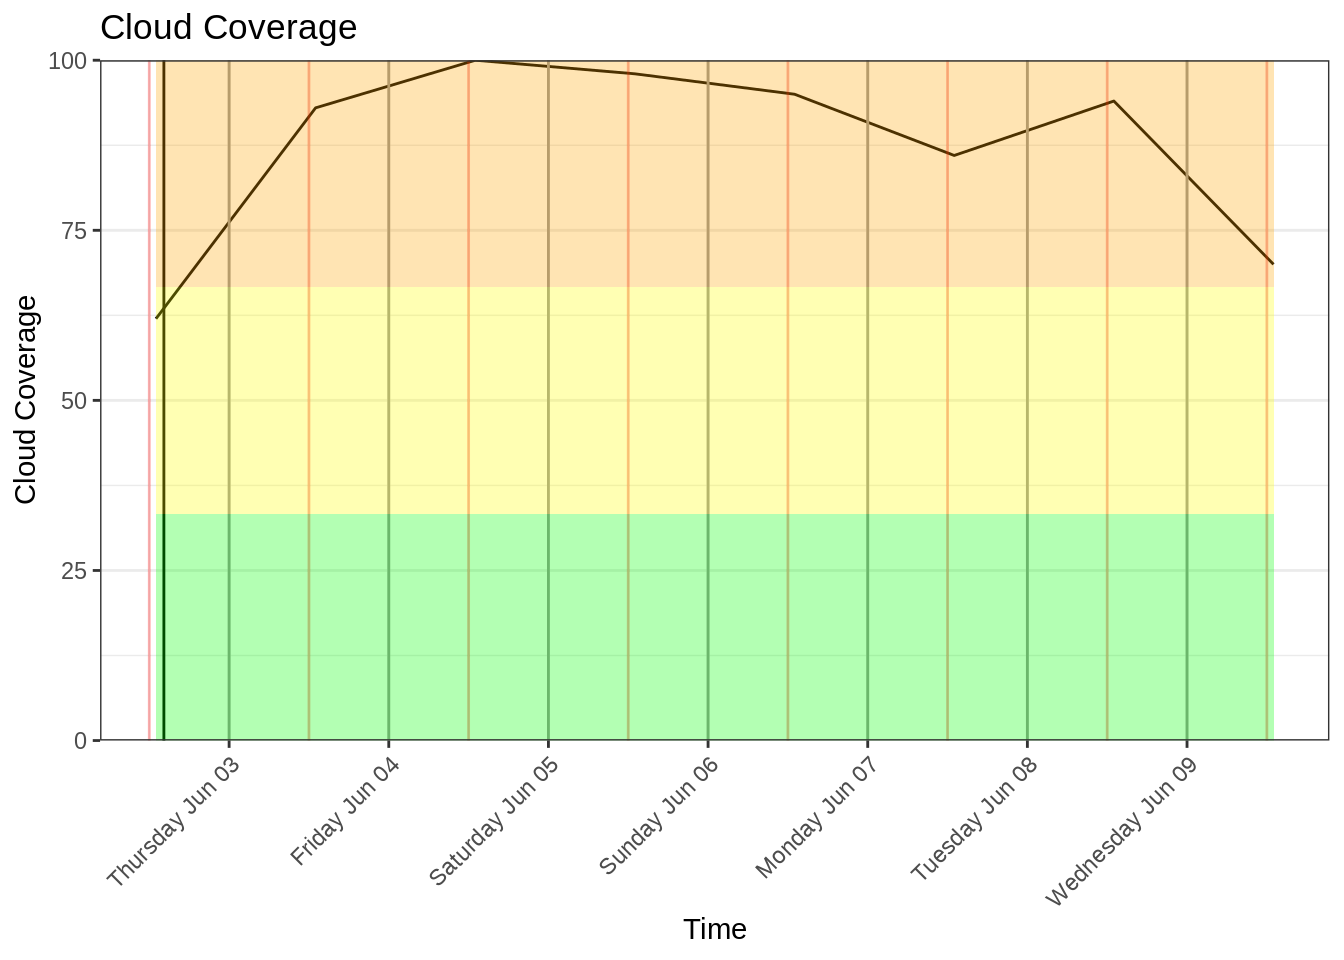 Cloud Coverage
Cloud Coverage
100
75
50
25
0
Thursday Jun 03
Friday Jun 04
Saturday Jun 05
Sunday Jun 06
Monday Jun 07
Tuesday Jun 08
Wednesday Jun 09
Time